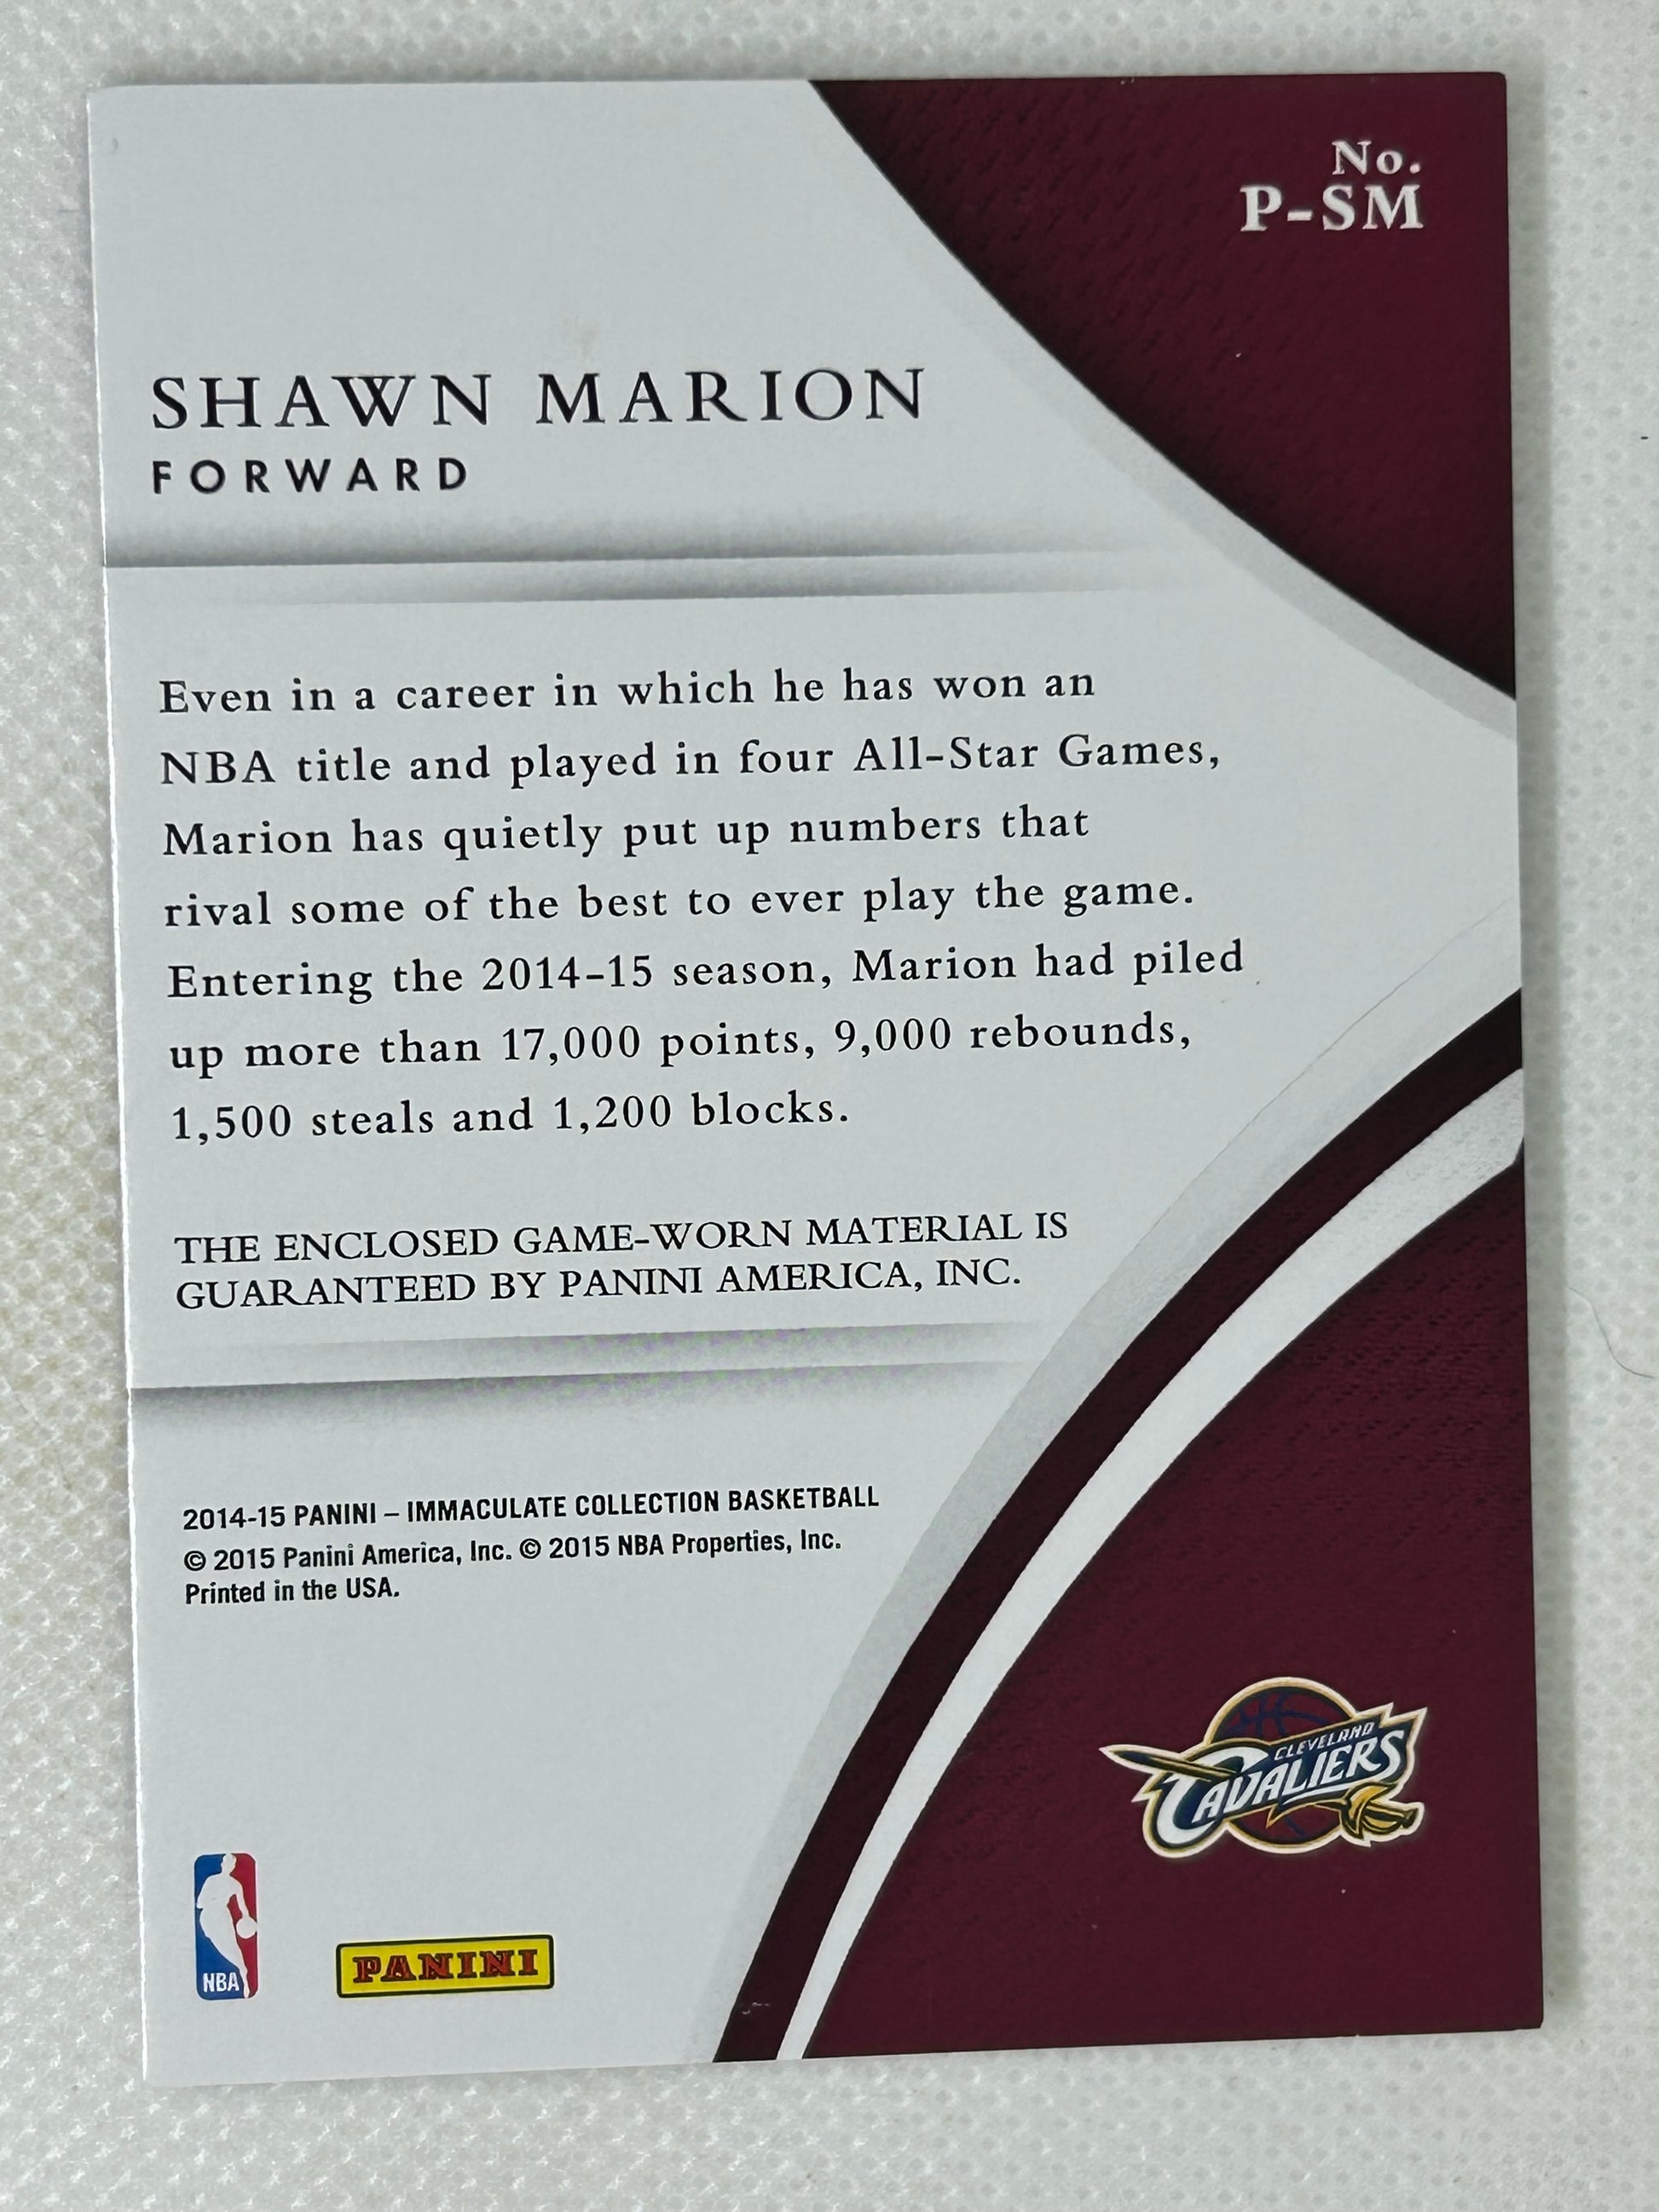 No.
P-SM
SHAWN MARION
FORWARD
Even in a career in which he has won an
NBA title and played in four All-Star Games,
Marion has quietly put up numbers that
rival some of the best to ever play the game.
Entering the 2014-15 season, Marion had piled
up more than 17,000 points, 9,000 rebounds,
1,500 steals and 1,200 blocks.
THE ENCLOSED GAME-WORN MATERIAL IS
GUARANTEED BY PANINI AMERICA, INC.
2014-15 PANINI – IMMACULATE COLLECTION BASKETBALL
© 2015 Panini America, Inc. © 2015 NBA Properties, Inc.
Printed in the USA.
CLEVELAND
CAVALIERS
NBA
PANINI